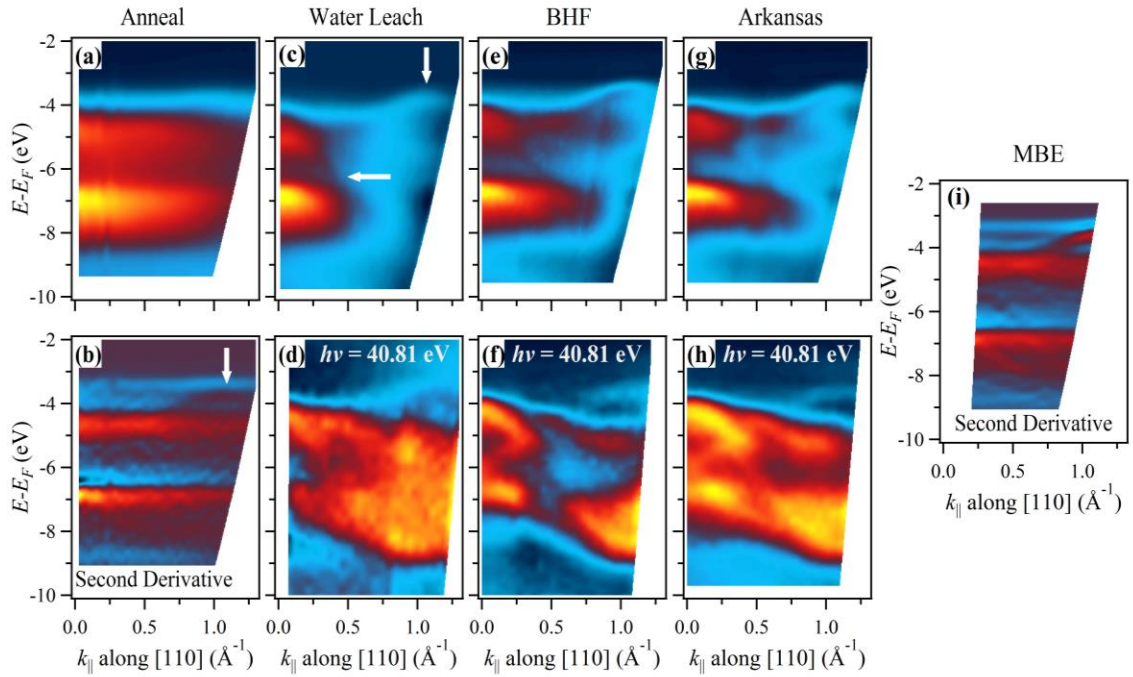 Anneal Water Leach BHF Arkansas
-2 (a) (c) (e) (g)
-4
-6
-8
-10
E-E_F (eV)
MBE
-2 (i)
-4
-6
-8
-10
E-E_F (eV)
Second Derivative
0.0 0.5 1.0
k_∥ along [110] (Å⁻¹)
(b) (d) hν = 40.81 eV (f) hν = 40.81 eV (h) hν = 40.81 eV
-4
-6
-8
-10
E-E_F (eV)
Second Derivative
0.0 0.5 1.0 0.0 0.5 1.0 0.0 0.5 1.0 0.0 0.5 1.0
k_∥ along [110] (Å⁻¹) k_∥ along [110] (Å⁻¹) k_∥ along [110] (Å⁻¹) k_∥ along [110] (Å⁻¹)